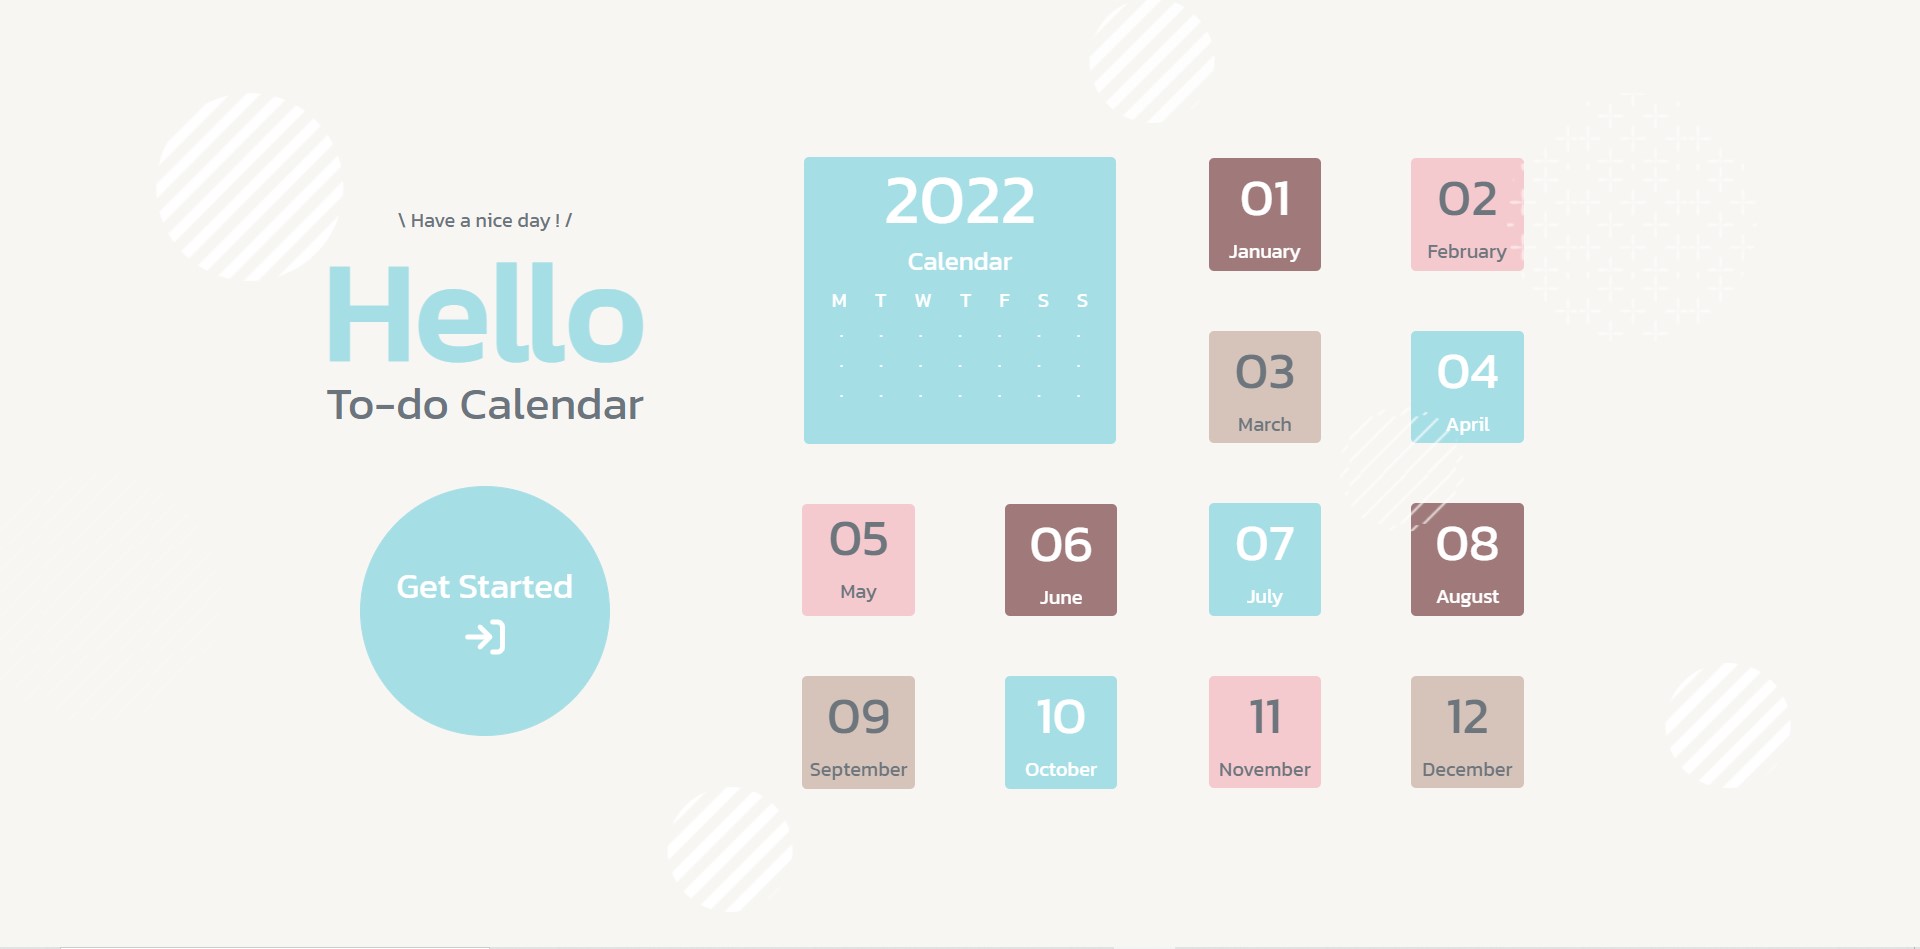 \ Have a nice day ! /
Hello
To-do Calendar
Get Started
2022
Calendar
M T W T F S S
01
January
02
February
03
March
04
April
05
May
06
June
07
July
08
August
09
September
10
October
11
November
12
December